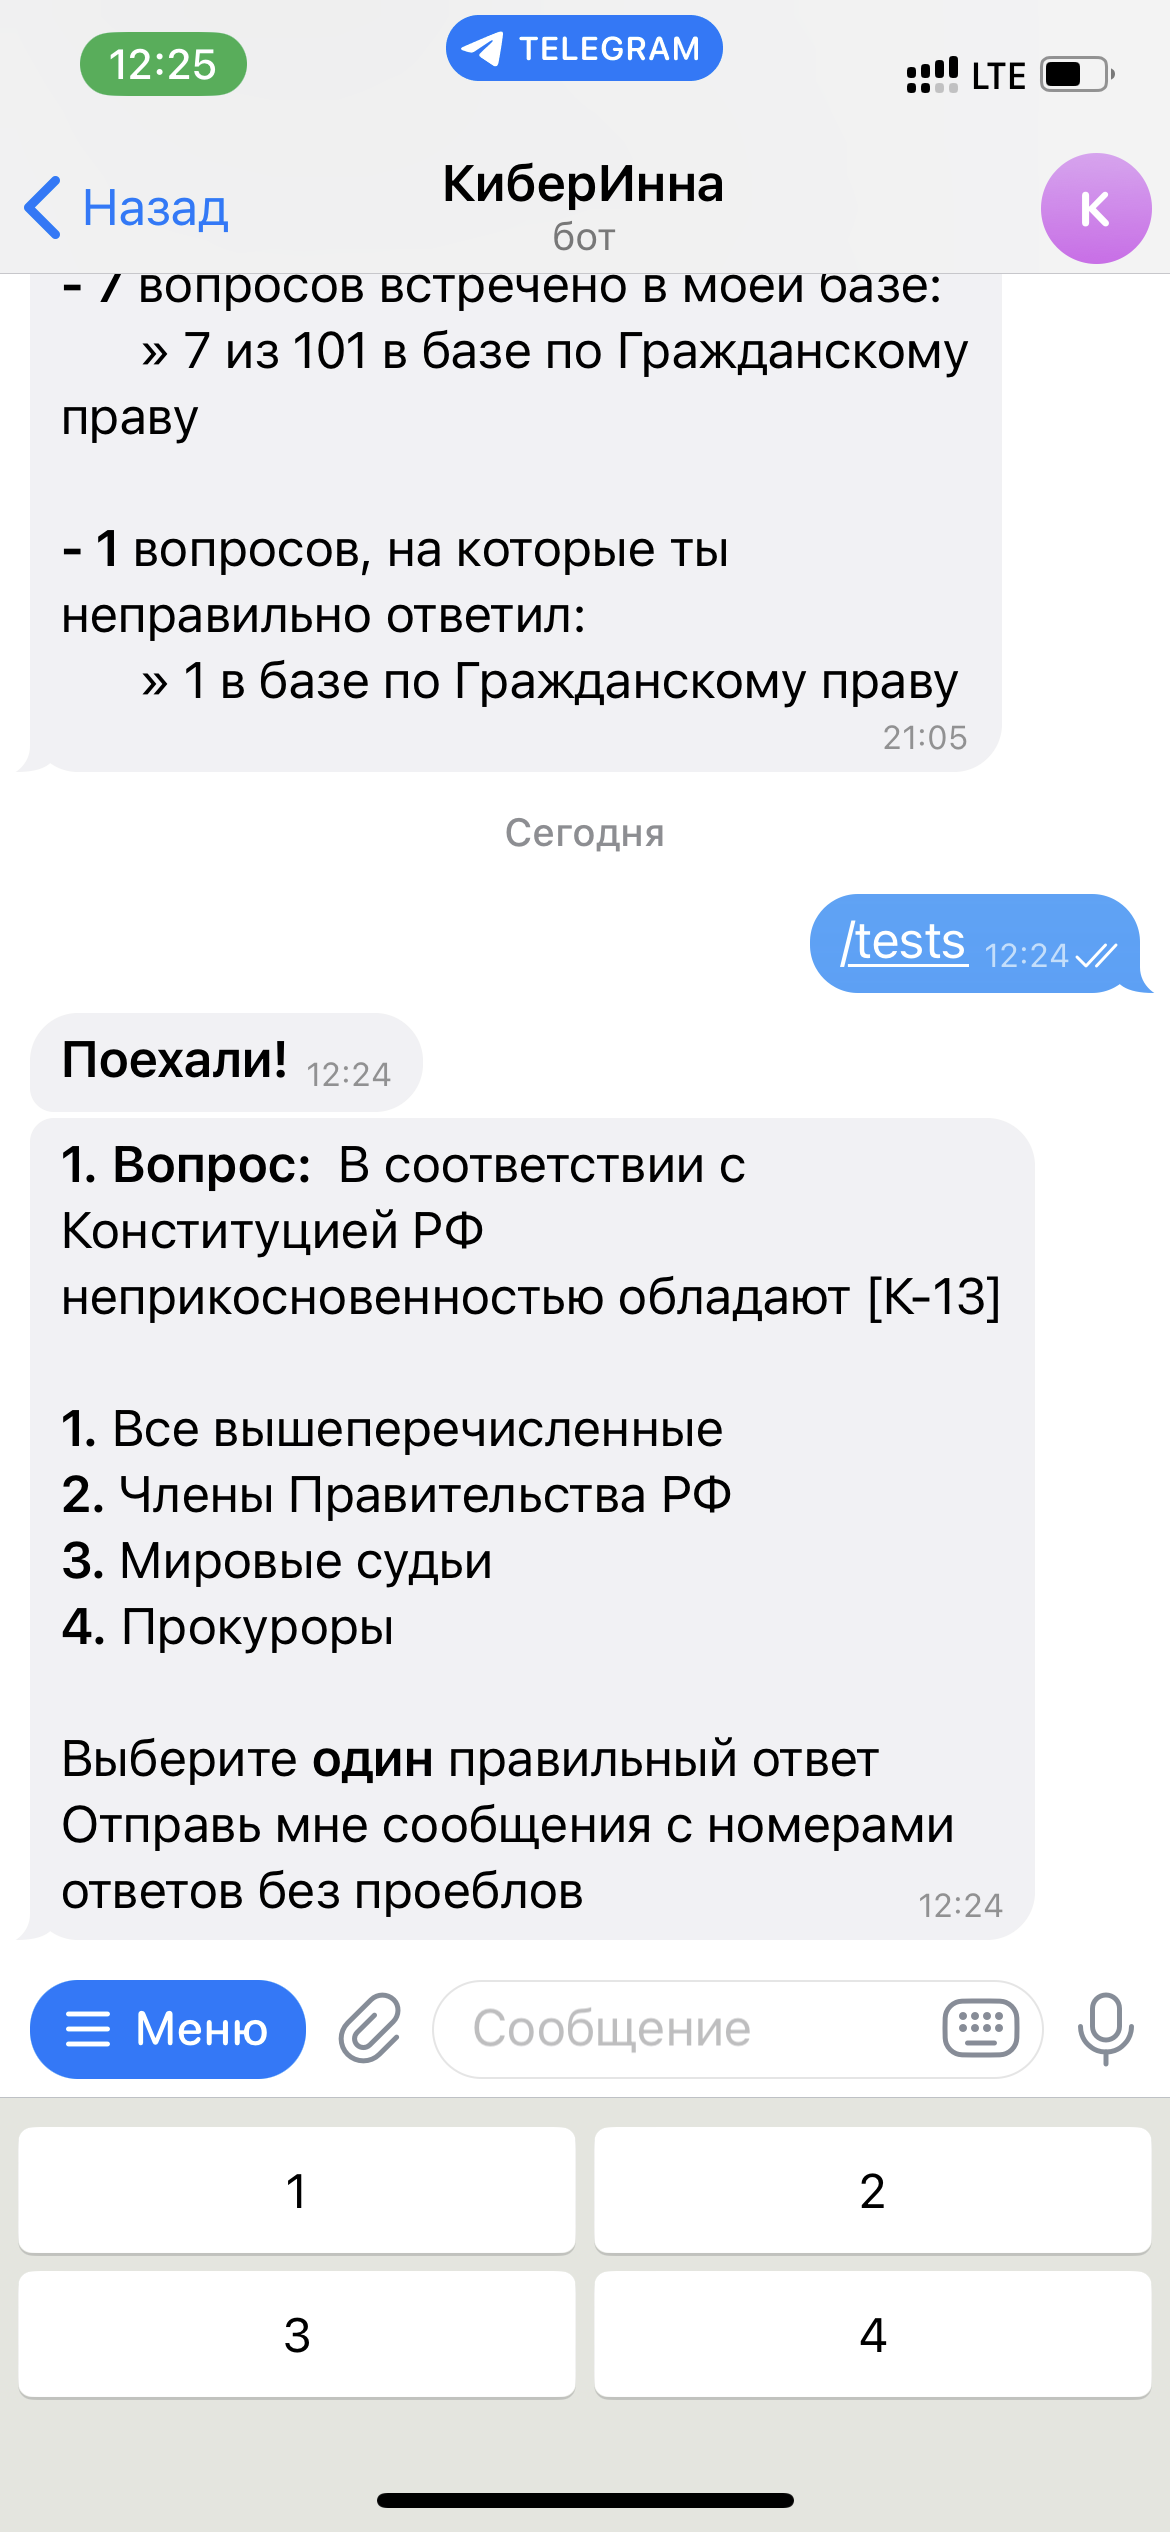 12:25
TELEGRAM
LTE
Назад
КиберИнна
бот
К
- 7 вопросов встречено в моей базе:
» 7 из 101 в базе по Гражданскому
праву
- 1 вопросов, на которые ты
неправильно ответил:
» 1 в базе по Гражданскому праву
21:05
Сегодня
/tests 12:24
Поехали! 12:24
1. Вопрос: В соответствии с
Конституцией РФ
неприкосновенностью обладают [К-13]
1. Все вышеперечисленные
2. Члены Правительства РФ
3. Мировые судьи
4. Прокуроры
Выберите один правильный ответ
Отправь мне сообщения с номерами
ответов без проеблов
12:24
Меню
Сообщение
1
2
3
4